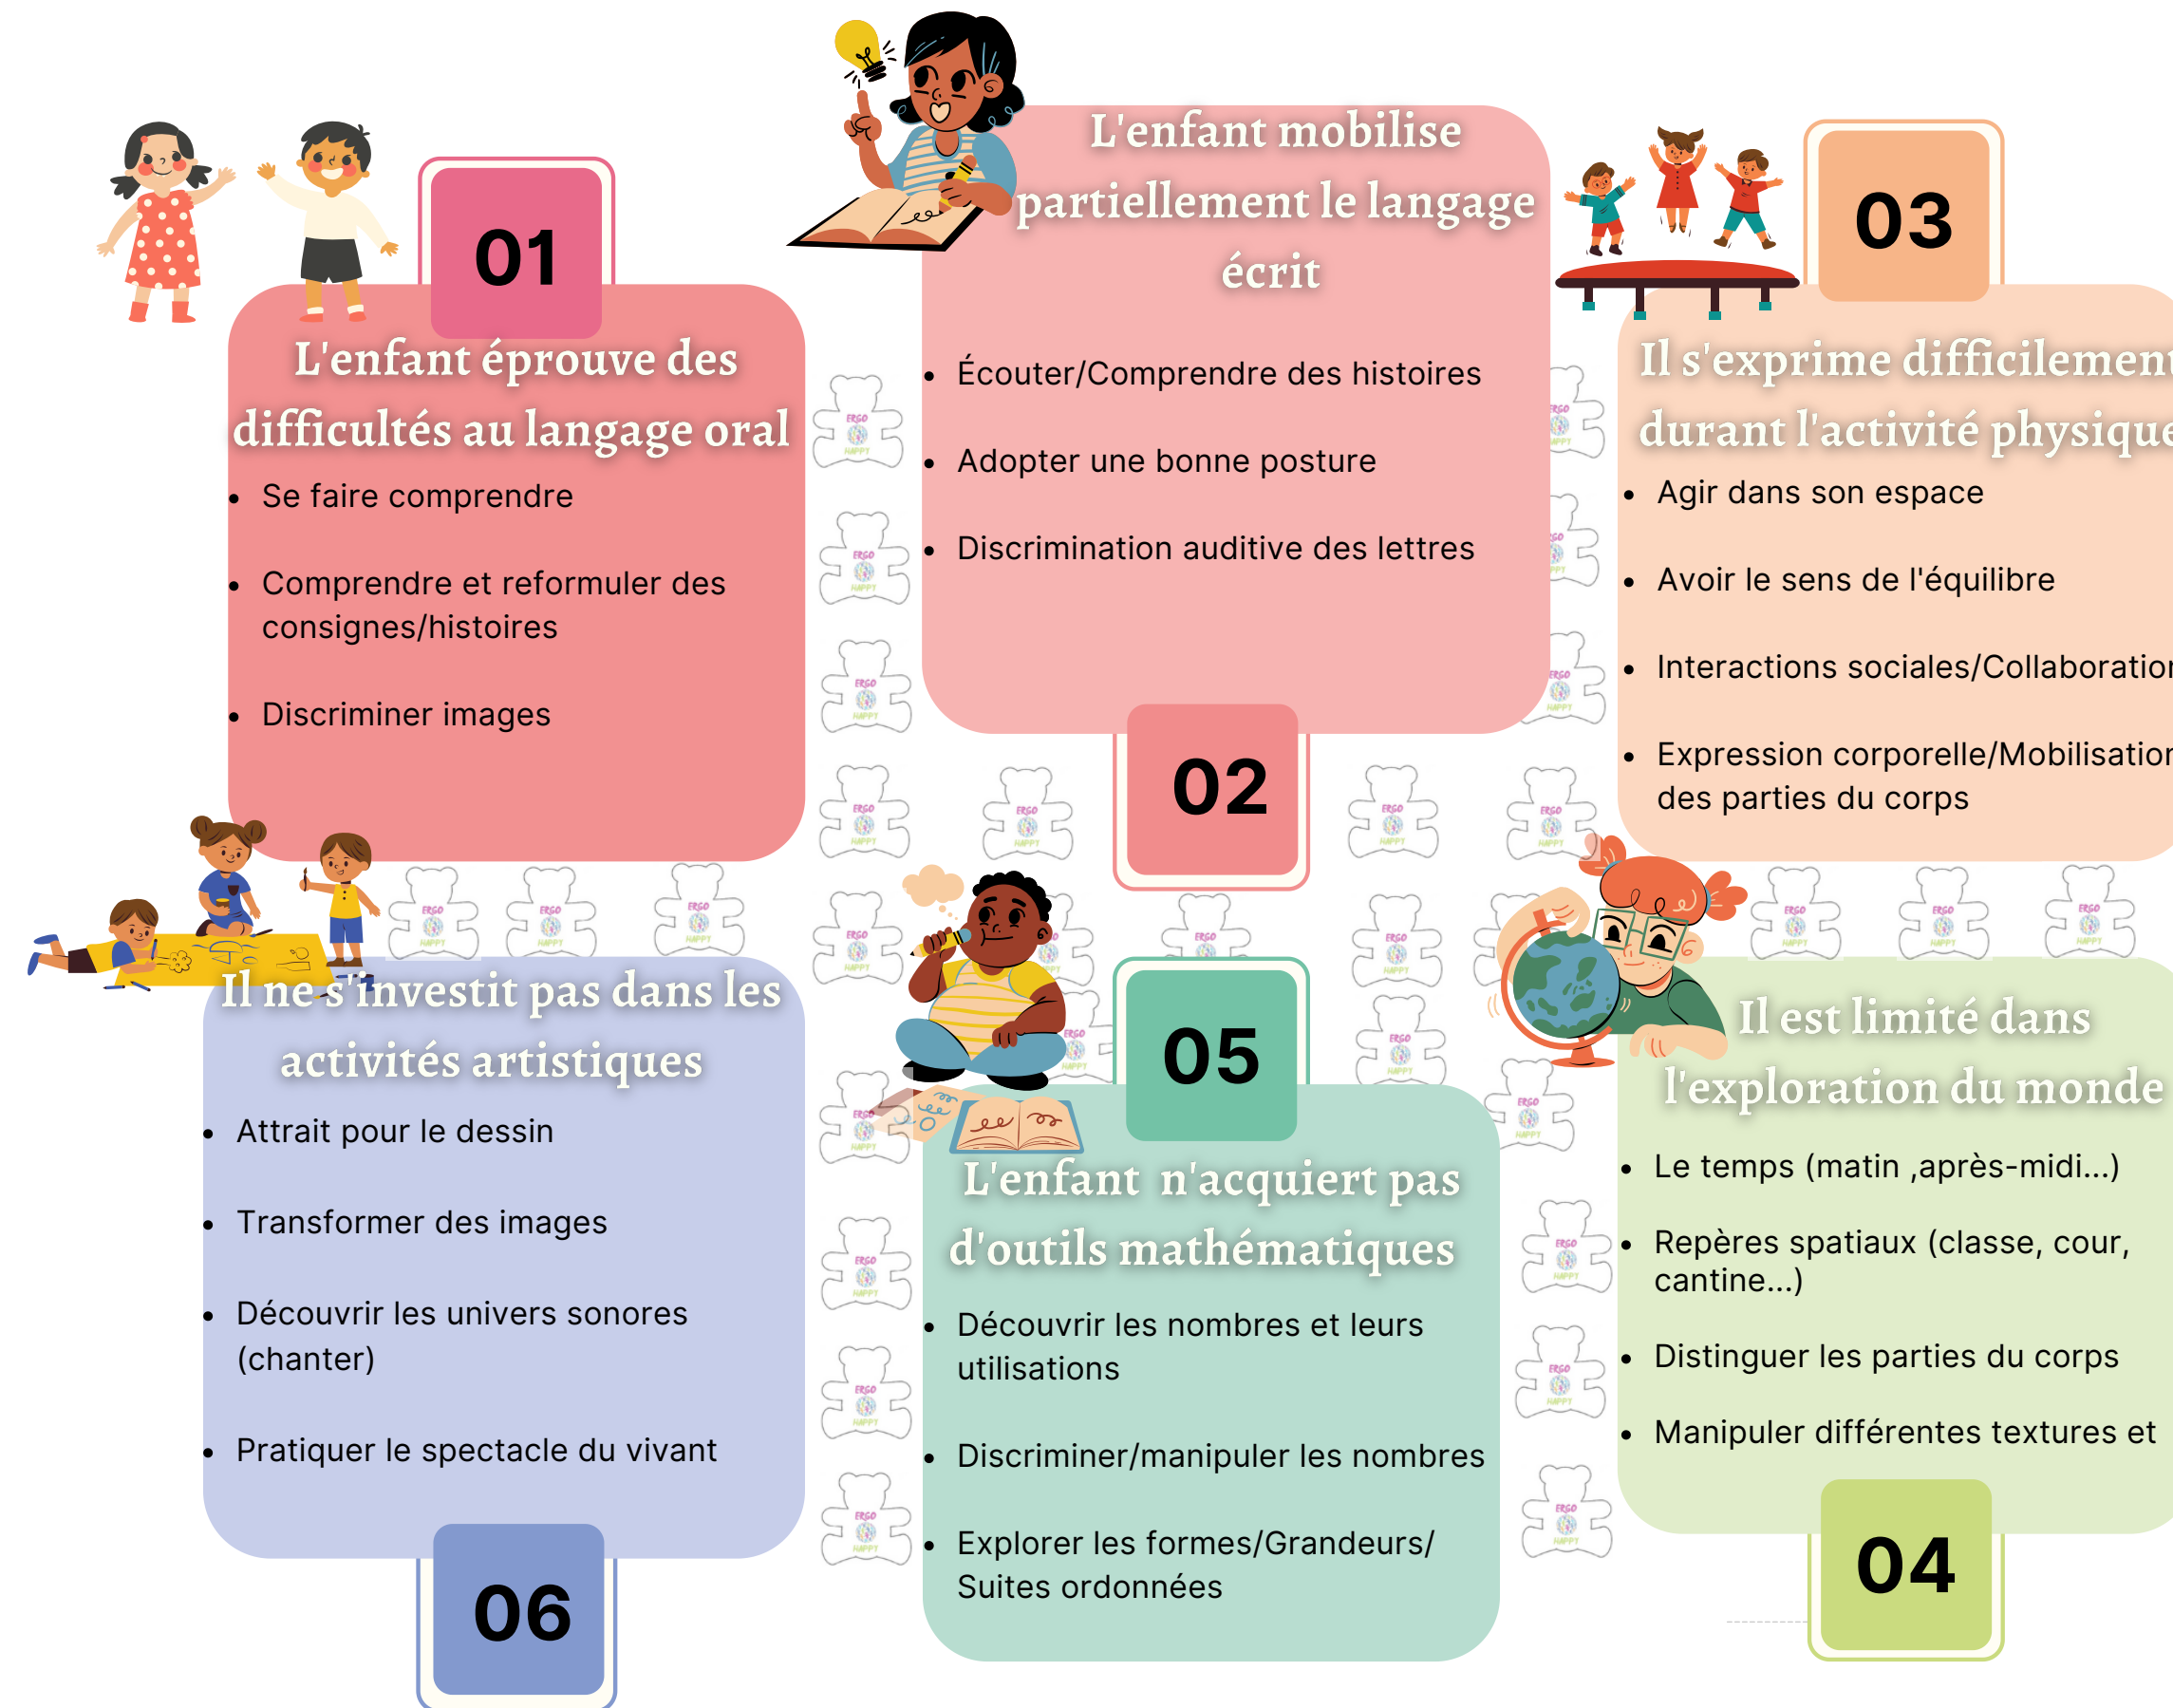 01
L'enfant éprouve des
difficultés au langage oral
Se faire comprendre
Comprendre et reformuler des
consignes/histoires
Discriminer images
L'enfant mobilise
partiellement le langage
écrit
Écouter/Comprendre des histoires
Adopter une bonne posture
Discrimination auditive des lettres
02
03
Il s'exprime difficilement
durant l'activité physique
Agir dans son espace
Avoir le sens de l'équilibre
Interactions sociales/Collaboration
Expression corporelle/Mobilisation
des parties du corps
Il est limité dans
l'exploration du monde
Le temps (matin ,après-midi...)
Repères spatiaux (classe, cour,
cantine...)
Distinguer les parties du corps
Manipuler différentes textures et
04
05
L'enfant n'acquiert pas
d'outils mathématiques
Découvrir les nombres et leurs
utilisations
Discriminer/manipuler les nombres
Explorer les formes/Grandeurs/
Suites ordonnées
Il ne s'investit pas dans les
activités artistiques
Attrait pour le dessin
Transformer des images
Découvrir les univers sonores
(chanter)
Pratiquer le spectacle du vivant
06
ERGO
HAPPY